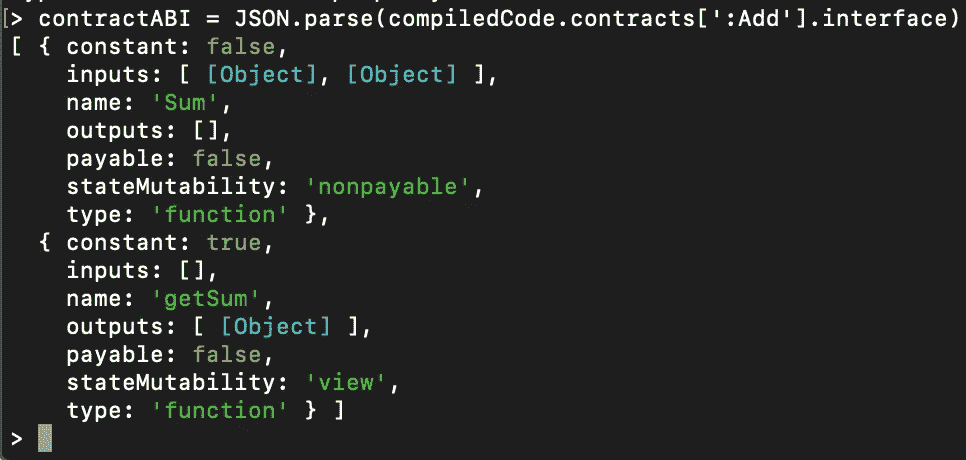 [> contractABI = JSON.parse(compiledCode.contracts[':Add'].interface)
[ { constant: false,
    inputs: [ [Object], [Object] ],
    name: 'Sum',
    outputs: [],
    payable: false,
    stateMutability: 'nonpayable',
    type: 'function' },
  { constant: true,
    inputs: [],
    name: 'getSum',
    outputs: [ [Object] ],
    payable: false,
    stateMutability: 'view',
    type: 'function' } ]
>